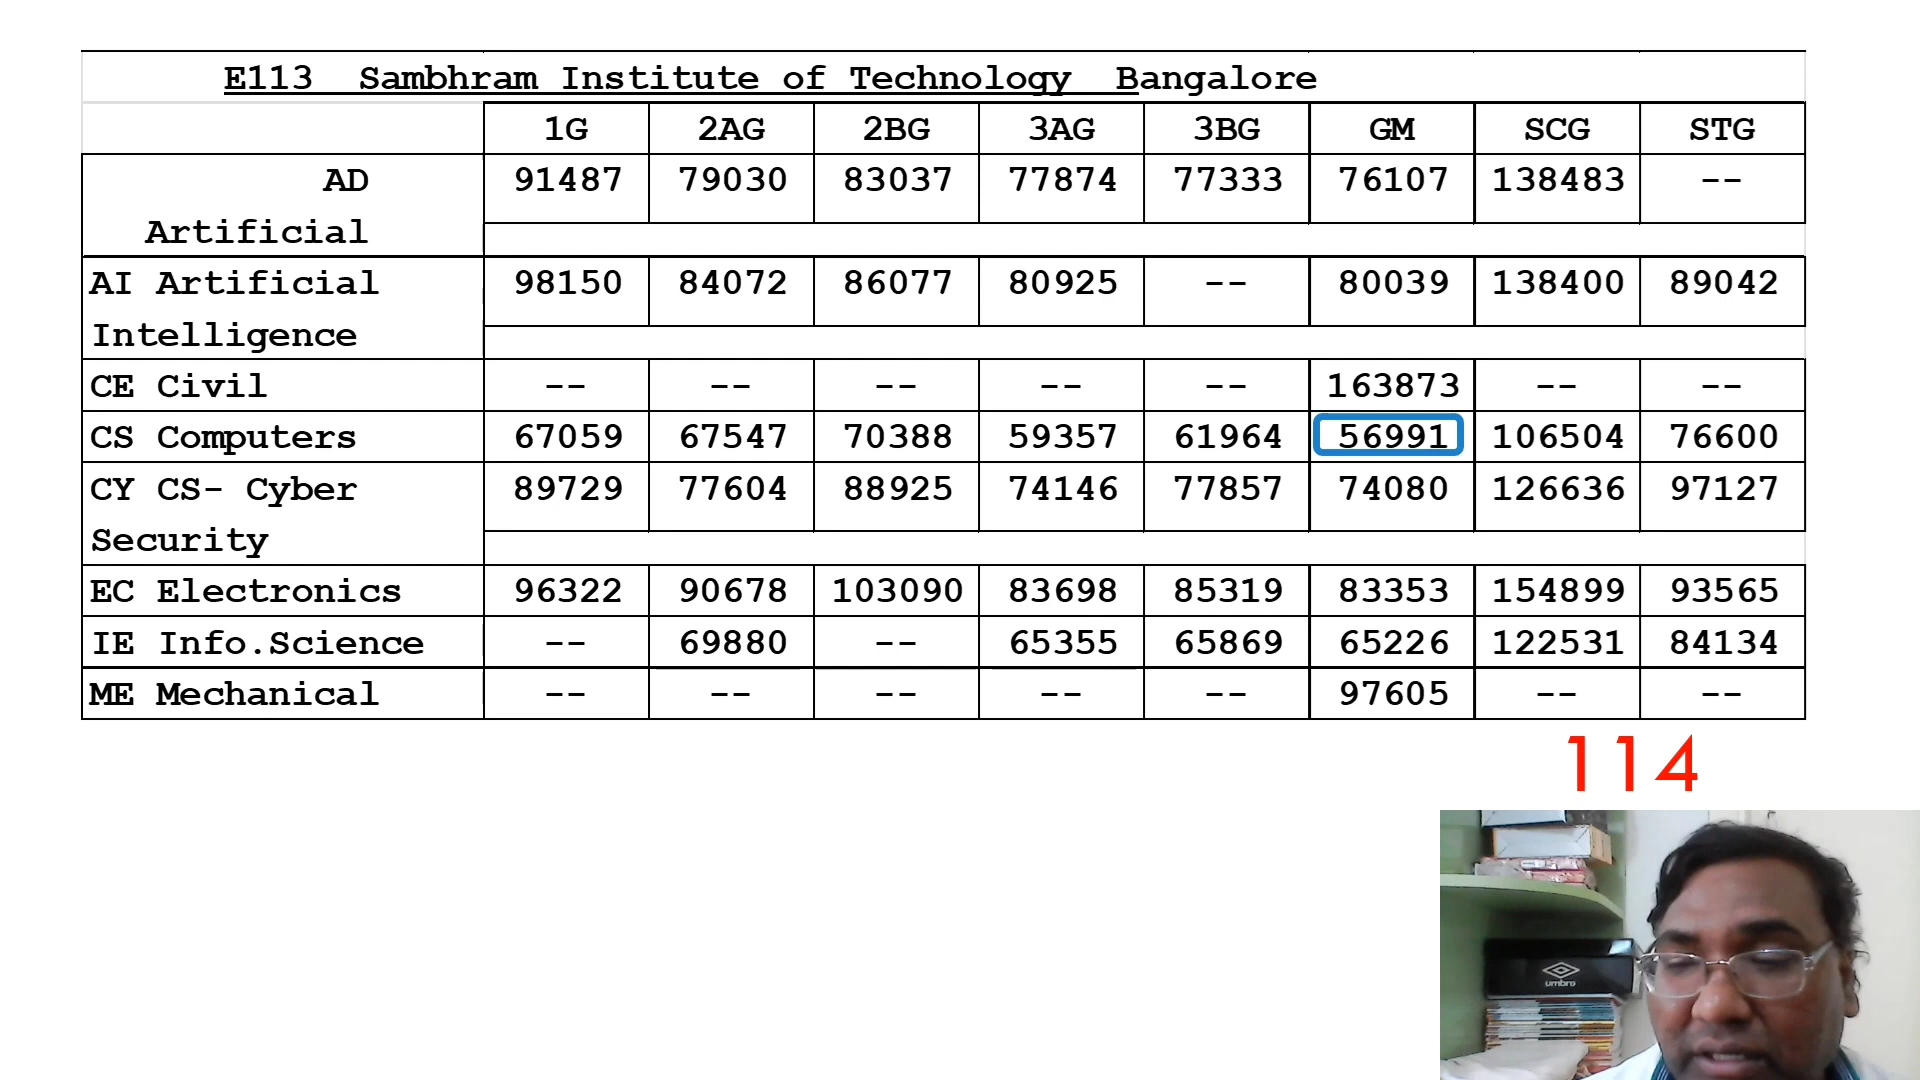 E113 Sambhram Institute of Technology Bangalore
1G 2AG 2BG 3AG 3BG GM SCG STG
AD 91487 79030 83037 77874 77333 76107 138483 --
Artificial
AI Artificial 98150 84072 86077 80925 -- 80039 138400 89042
Intelligence
CE Civil -- -- -- -- -- 163873 -- --
CS Computers 67059 67547 70388 59357 61964 56991 106504 76600
CY CS- Cyber 89729 77604 88925 74146 77857 74080 126636 97127
Security
EC Electronics 96322 90678 103090 83698 85319 83353 154899 93565
IE Info.Science -- 69880 -- 65355 65869 65226 122531 84134
ME Mechanical -- -- -- -- -- 97605 -- --
114
umbro